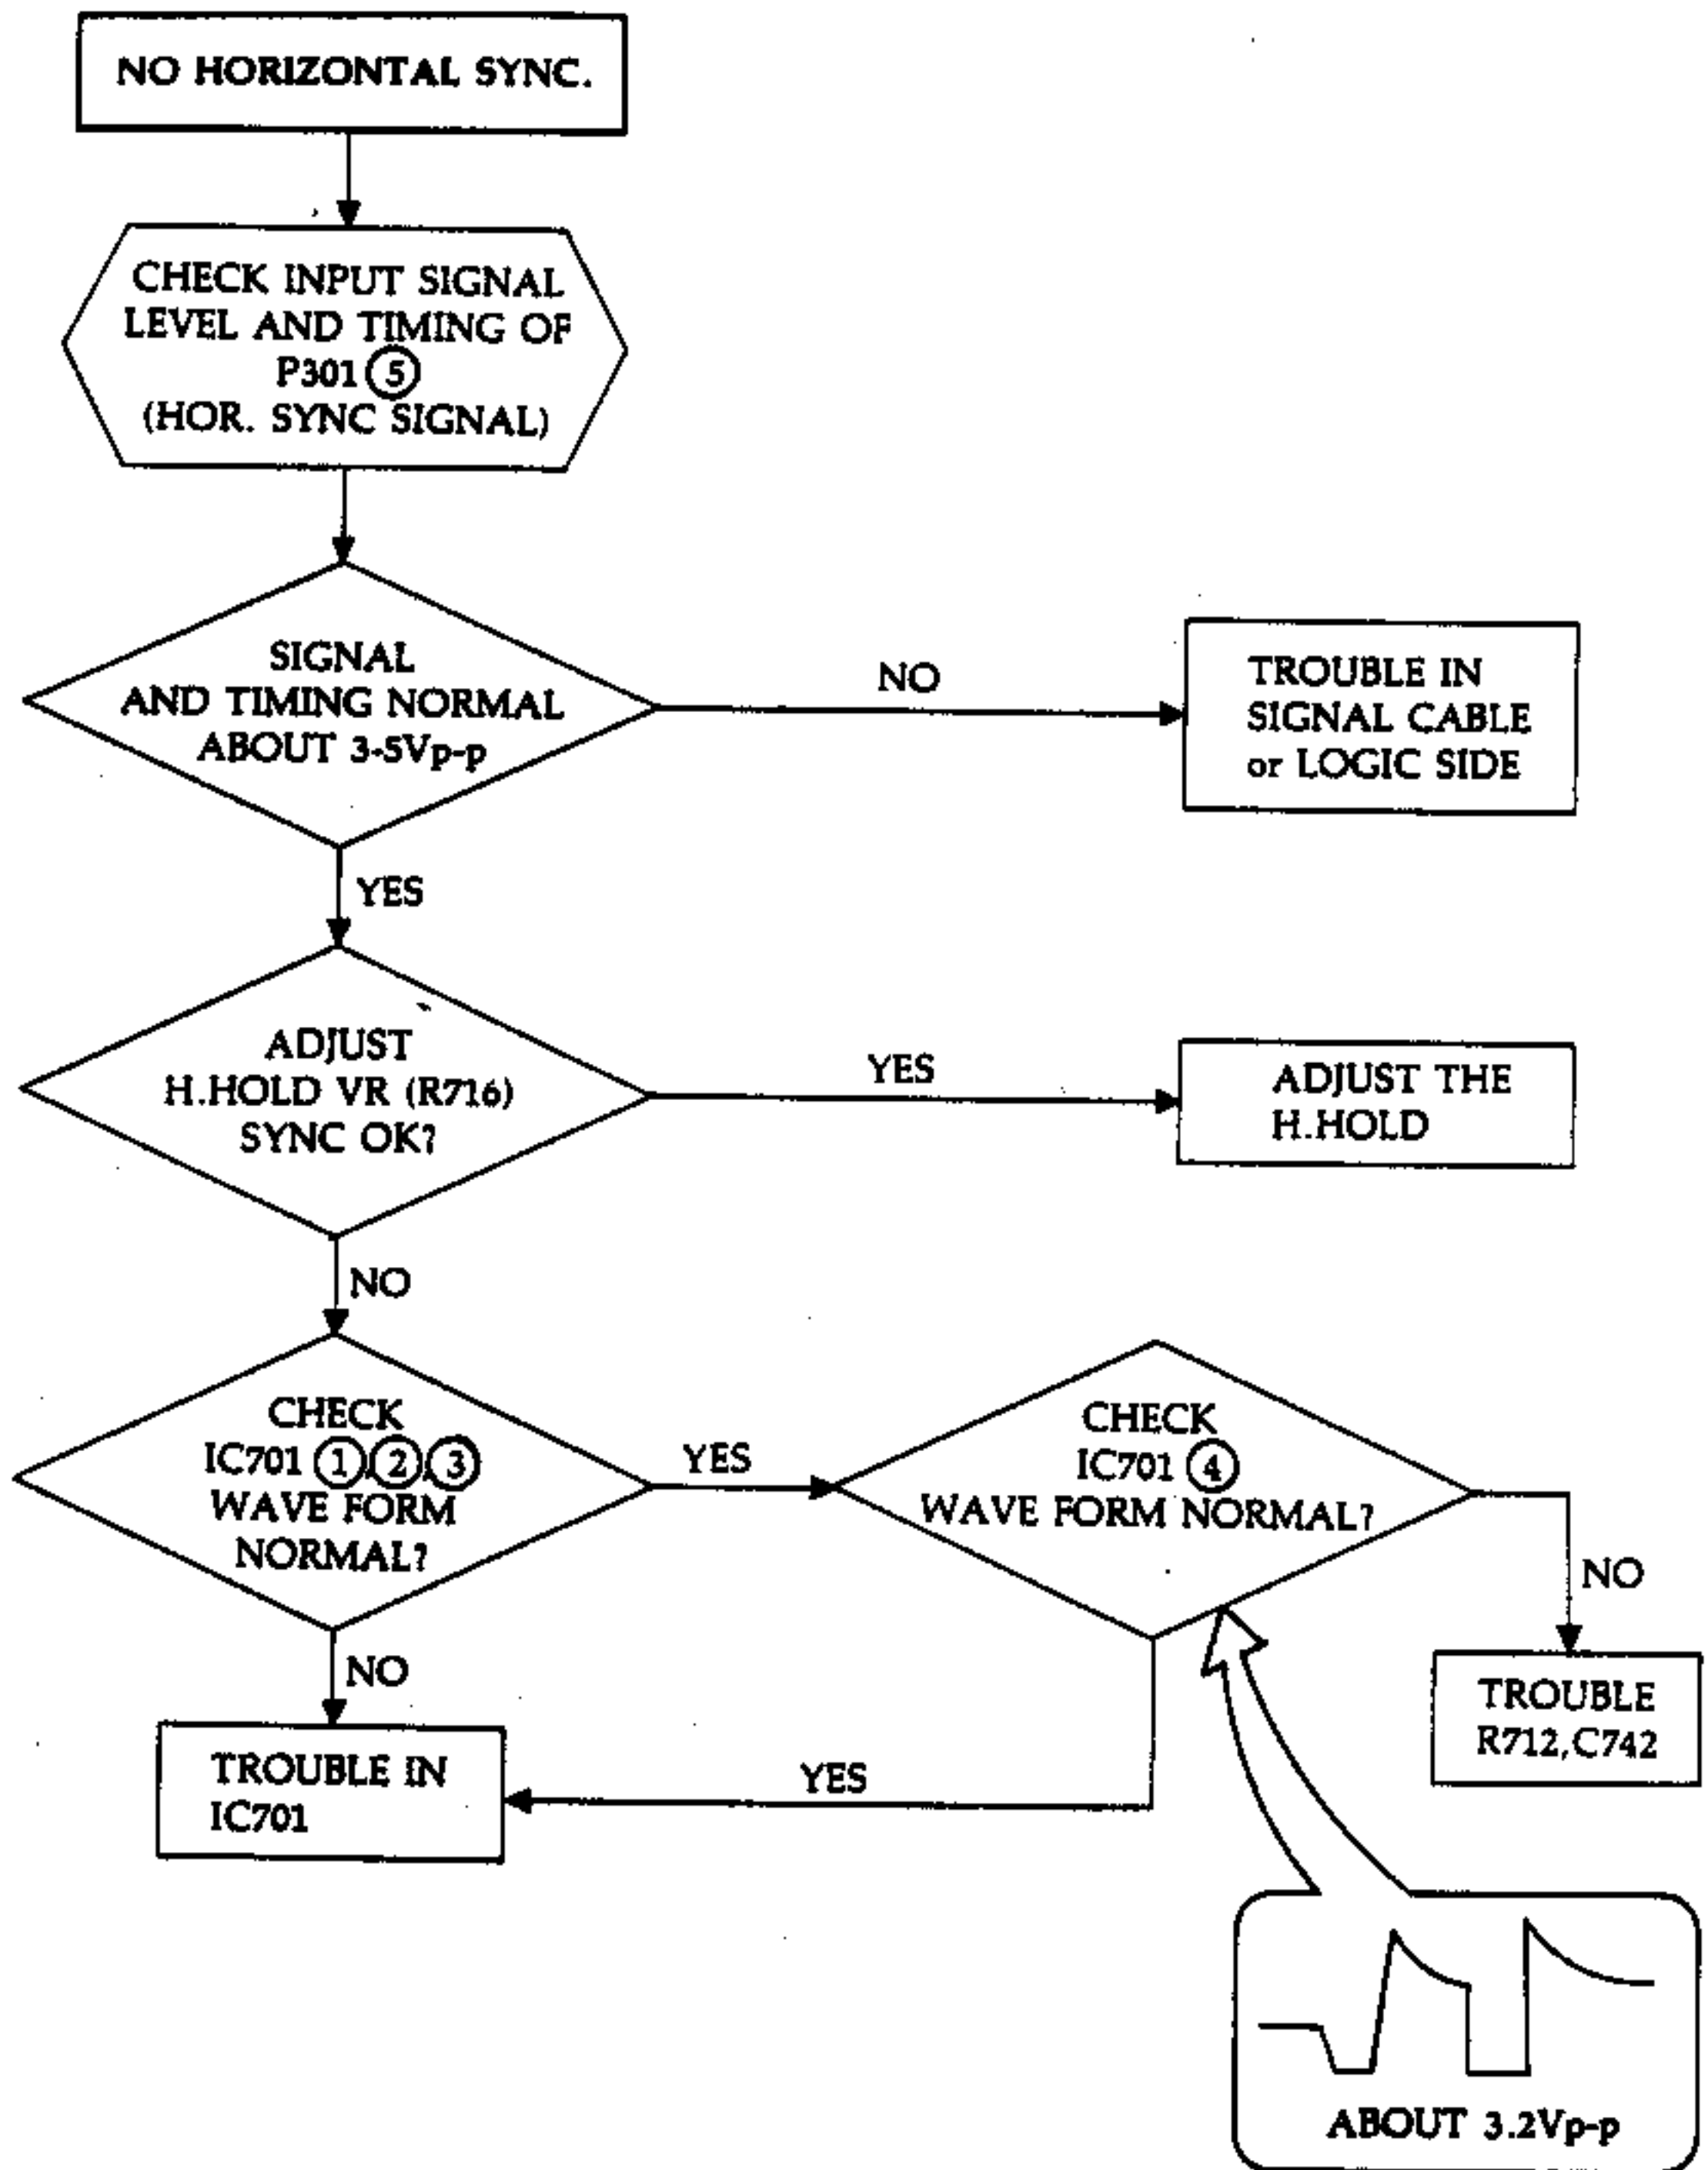 NO HORIZONTAL SYNC.
CHECK INPUT SIGNAL
LEVEL AND TIMING OF
P301 ⑤
(HOR. SYNC SIGNAL)
SIGNAL
AND TIMING NORMAL
ABOUT 3-5Vp-p
NO
TROUBLE IN
SIGNAL CABLE
or LOGIC SIDE
YES
ADJUST
H.HOLD VR (R716)
SYNC OK?
YES
ADJUST THE
H.HOLD
NO
CHECK
IC701 ①,②,③
WAVE FORM
NORMAL?
YES
CHECK
IC701 ④
WAVE FORM NORMAL?
NO
TROUBLE
R712,C742
NO
TROUBLE IN
IC701
YES
ABOUT 3.2Vp-p